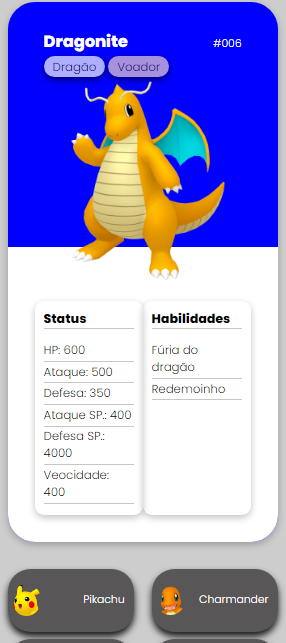 Dragonite #006
Dragão Voador
Status
HP: 600
Ataque: 500
Defesa: 350
Ataque SP.: 400
Defesa SP.:
4000
Veocidade:
400
Habilidades
Fúria do
dragão
Redemoinho
Pikachu Charmander